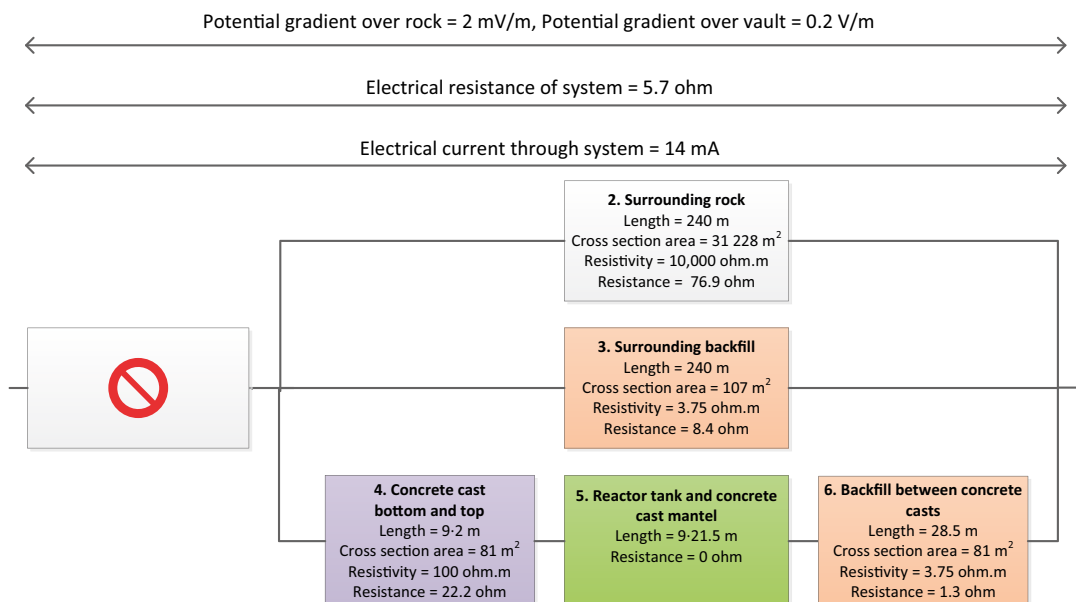 Potential gradient over rock = 2 mV/m, Potential gradient over vault = 0.2 V/m
Electrical resistance of system = 5.7 ohm
Electrical current through system = 14 mA
2. Surrounding rock
Length = 240 m
Cross section area = 31 228 m²
Resistivity = 10,000 ohm.m
Resistance = 76.9 ohm
3. Surrounding backfill
Length = 240 m
Cross section area = 107 m²
Resistivity = 3.75 ohm.m
Resistance = 8.4 ohm
4. Concrete cast
bottom and top
Length = 9·2 m
Cross section area = 81 m²
Resistivity = 100 ohm.m
Resistance = 22.2 ohm
5. Reactor tank and concrete
cast mantel
Length = 9·21.5 m
Resistance = 0 ohm
6. Backfill between concrete
casts
Length = 28.5 m
Cross section area = 81 m²
Resistivity = 3.75 ohm.m
Resistance = 1.3 ohm